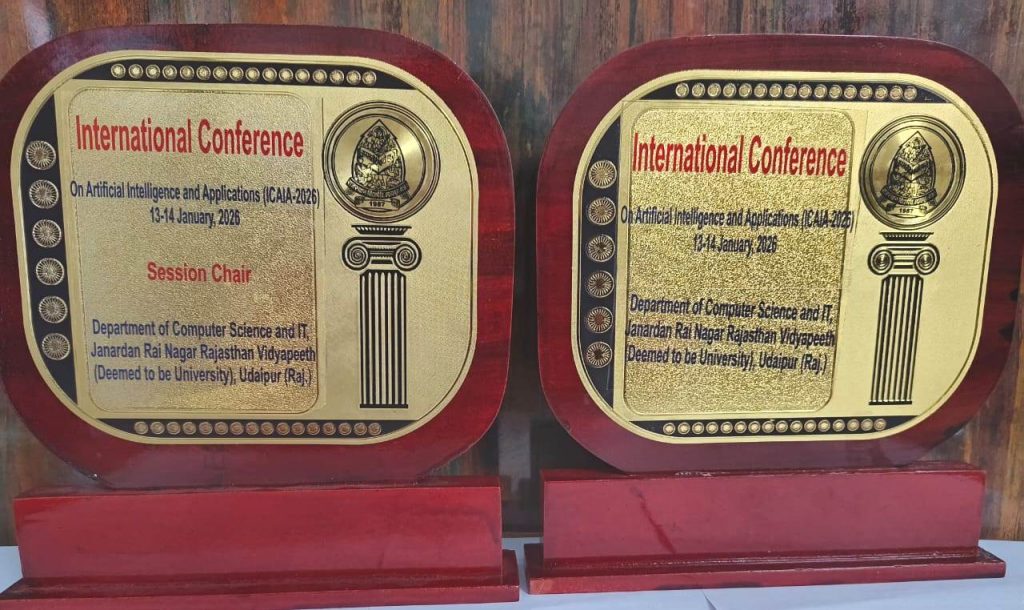 International Conference
On Artificial Intelligence and Applications (ICAIA-2026)
13-14 January, 2026
Session Chair
Department of Computer Science and IT,
Janardan Rai Nagar Rajasthan Vidyapeeth
(Deemed to be University), Udaipur (Raj.)
1987
International Conference
On Artificial Intelligence and Applications (ICAIA-2026)
13-14 January, 2026
Department of Computer Science and IT,
Janardan Rai Nagar Rajasthan Vidyapeeth
(Deemed to be University), Udaipur (Raj.)
1987